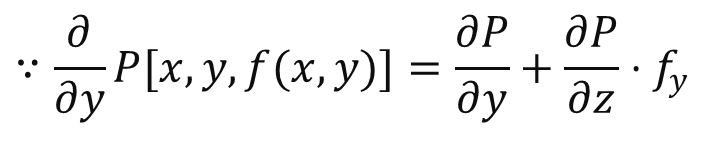 ∵ ∂/∂y P[x, y, f(x, y)] = ∂P/∂y + ∂P/∂z · f_y